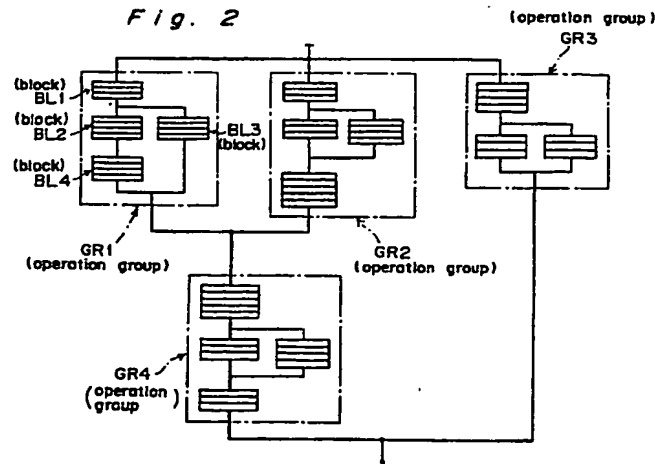 Fig. 2
(operation group)
GR3
(block)
BL1
(block)
BL2
BL3
(block)
(block)
BL4
GR1
(operation group)
GR2
(operation group)
GR4
(operation
group)